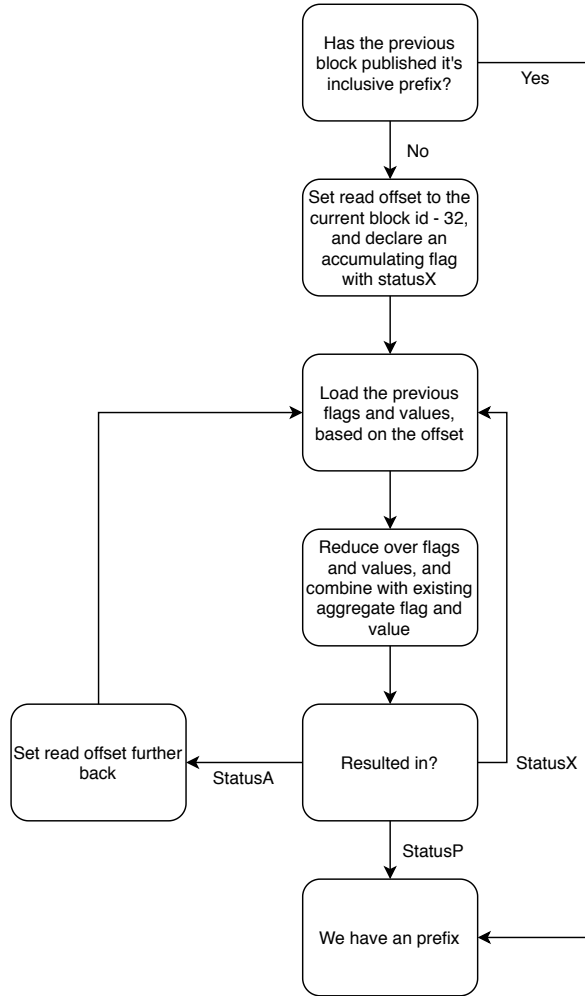 Has the previous
block published it's
inclusive prefix?
Yes
No
Set read offset to the
current block id - 32,
and declare an
accumulating flag
with statusX
Load the previous
flags and values,
based on the offset
Reduce over flags
and values, and
combine with existing
aggregate flag and
value
Set read offset further
back
StatusA
Resulted in?
StatusX
StatusP
We have an prefix